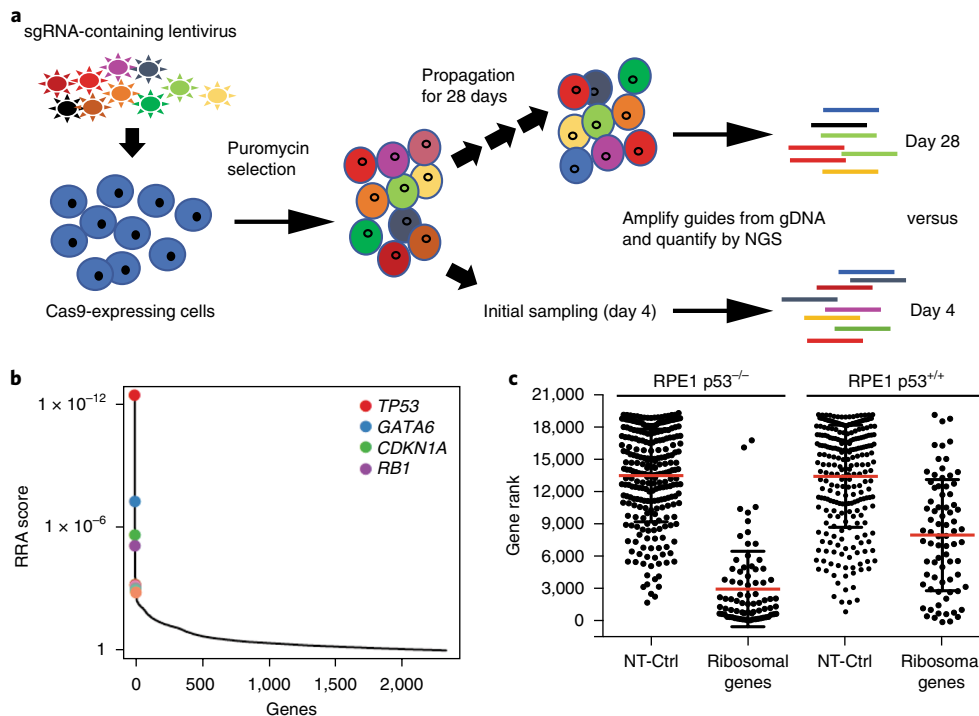 a
sgRNA-containing lentivirus
Puromycin
selection
Cas9-expressing cells
Propagation
for 28 days
Day 28
Amplify guides from gDNA
and quantify by NGS
versus
Initial sampling (day 4)
Day 4
b
RRA score
1 × 10⁻¹²
1 × 10⁻⁶
1
TP53
GATA6
CDKN1A
RB1
0
500
1,000
1,500
2,000
Genes
c
RPE1 p53⁻/⁻
RPE1 p53⁺/⁺
Gene rank
21,000
18,000
15,000
12,000
9,000
6,000
3,000
0
NT-Ctrl
Ribosomal
genes
NT-Ctrl
Ribosomal
genes